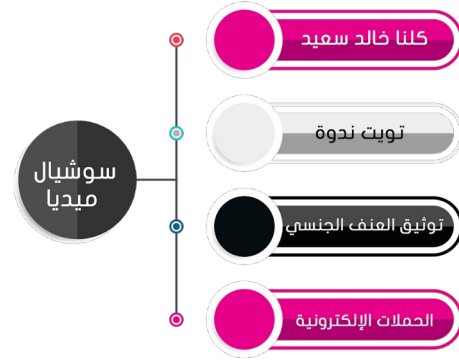 سوشيال
ميديا
كلنا خالد سعيد
تويت ندوة
توثيق العنف الجنسي
الحملات الإلكترونية